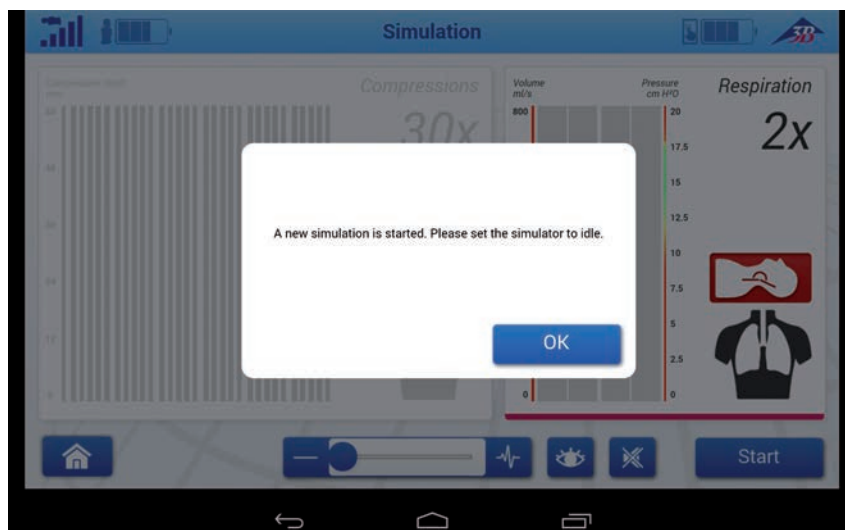 Simulation
3B
Compressions
30x
Volume
ml/s
800
0
Pressure
cm H²O
20
17.5
15
12.5
10
7.5
5
2.5
0
Respiration
2x
A new simulation is started. Please set the simulator to idle.
OK
Start